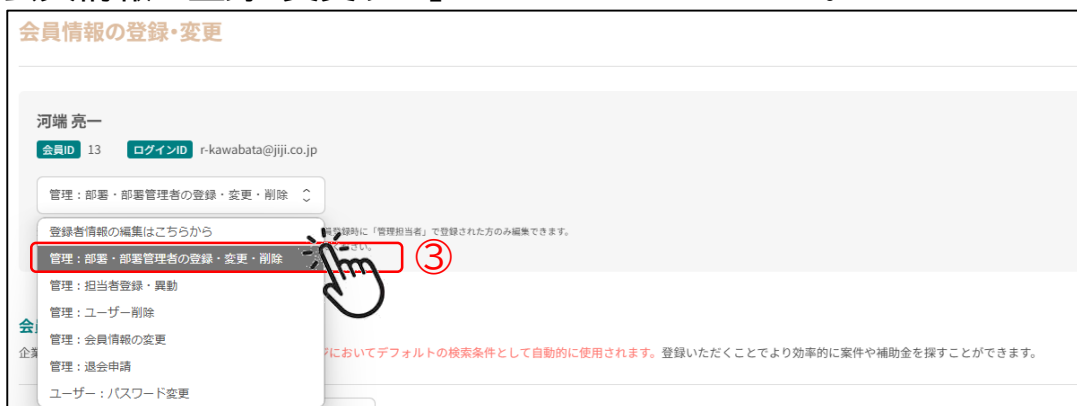 会員情報の登録・変更
河端 亮一
会員ID 13 ログインID r-kawabata@jiji.co.jp
管理：部署・部署管理者の登録・変更・削除
登録者情報の編集はこちらから
員登録時に「管理担当者」で登録された方のみ編集できます。
管理：部署・部署管理者の登録・変更・削除
さい。
③
管理：担当者登録・異動
管理：ユーザー削除
会
管理：会員情報の変更
企業
ジにおいてデフォルトの検索条件として自動的に使用されます。登録いただくことでより効率的に案件や補助金を探すことができます。
管理：退会申請
ユーザー：パスワード変更